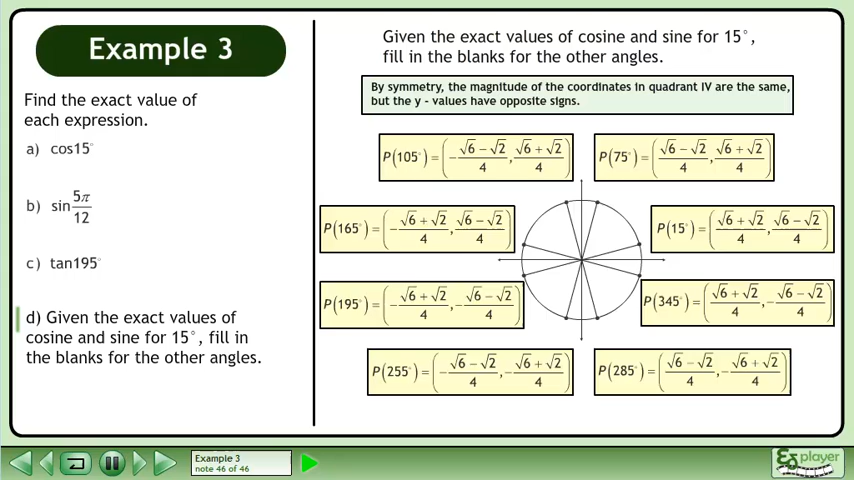 Example 3
Find the exact value of
each expression.
a) cos15°
b) sin 5π/12
c) tan195°
d) Given the exact values of
cosine and sine for 15°, fill in
the blanks for the other angles.
Given the exact values of cosine and sine for 15°,
fill in the blanks for the other angles.
By symmetry, the magnitude of the coordinates in quadrant IV are the same,
but the y - values have opposite signs.
P(105°) = (-(√6 - √2)/4, (√6 + √2)/4)
P(75°) = ((√6 - √2)/4, (√6 + √2)/4)
P(165°) = (-(√6 + √2)/4, (√6 - √2)/4)
P(15°) = ((√6 + √2)/4, (√6 - √2)/4)
P(195°) = (-(√6 + √2)/4, -(√6 - √2)/4)
P(345°) = ((√6 + √2)/4, -(√6 - √2)/4)
P(255°) = (-(√6 - √2)/4, -(√6 + √2)/4)
P(285°) = ((√6 - √2)/4, -(√6 + √2)/4)
Example 3
note 46 of 46
player